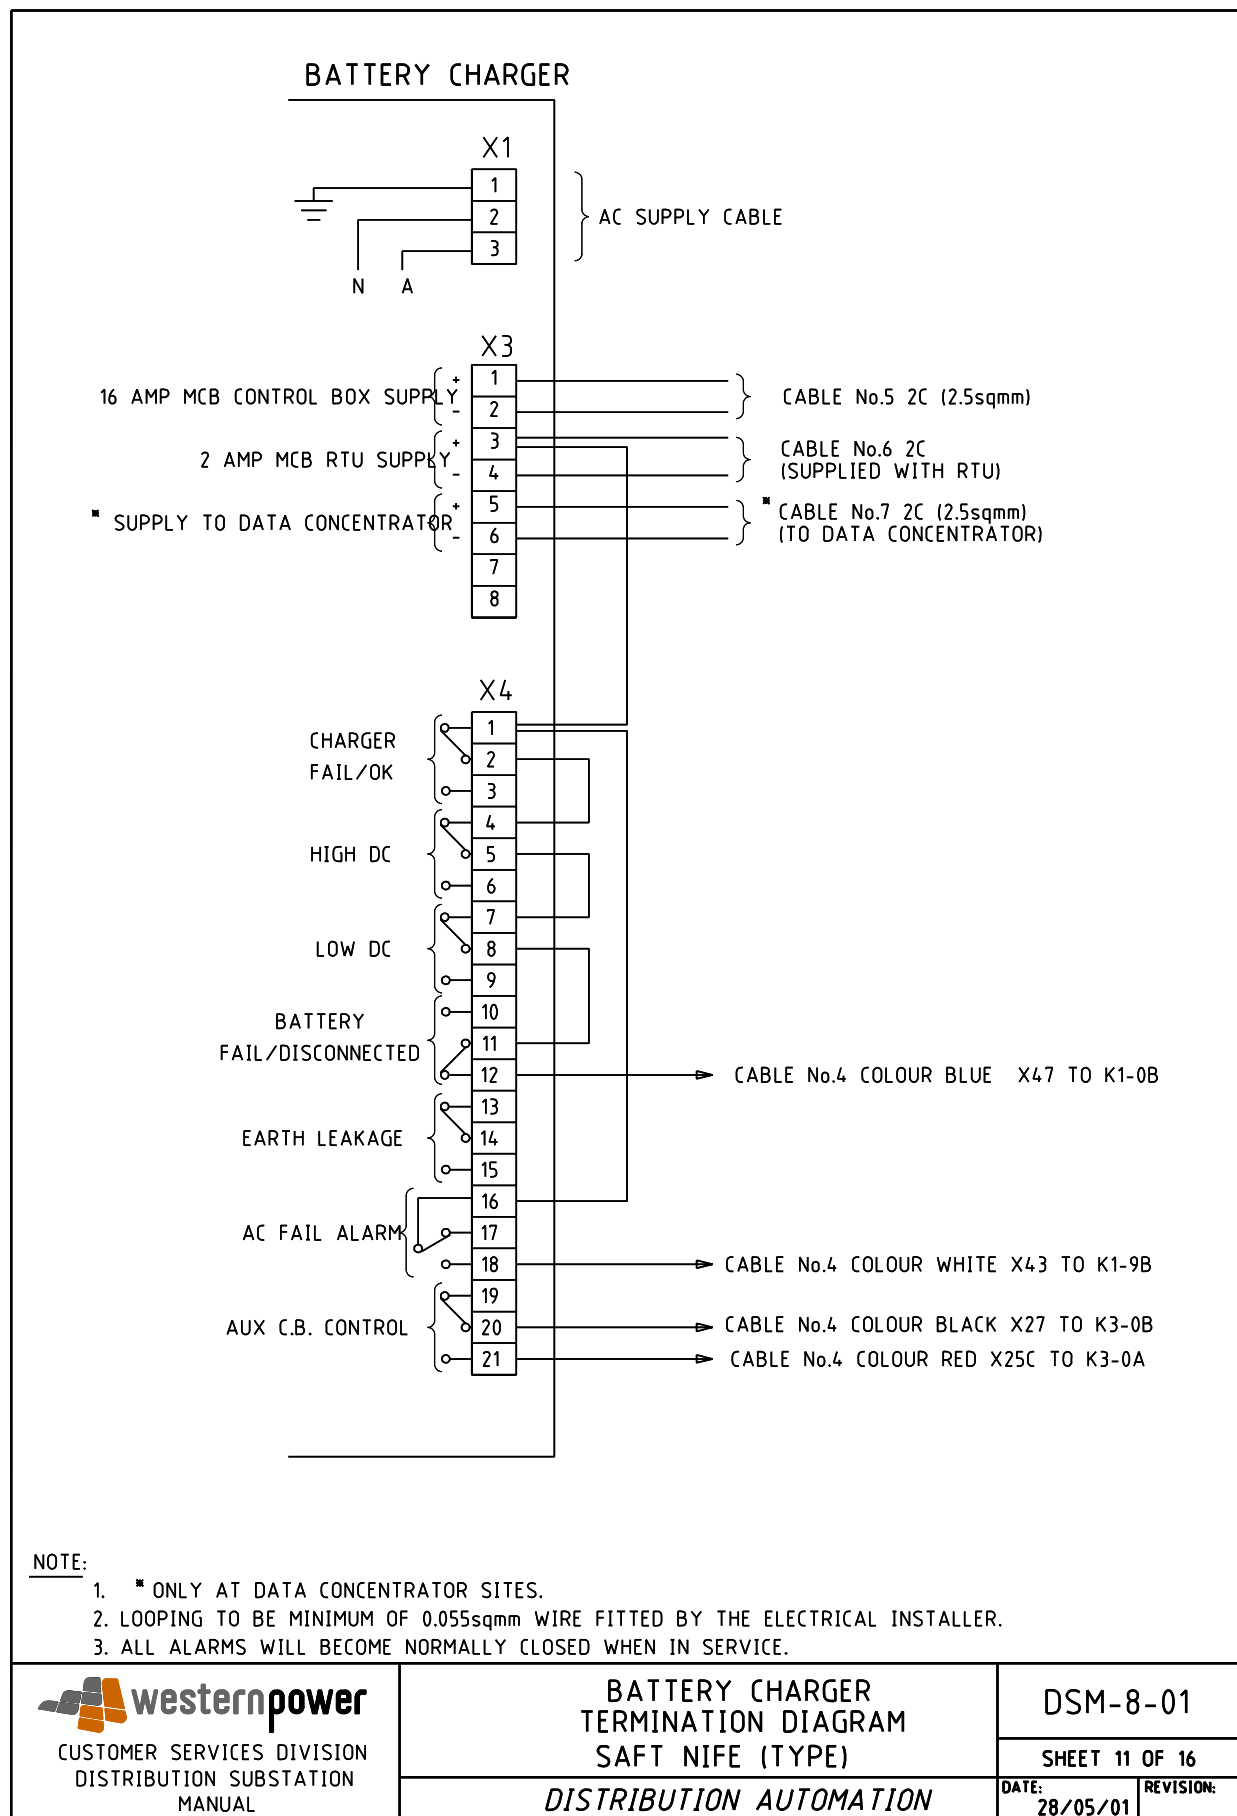 BATTERY CHARGER
X1
1
2
3
AC SUPPLY CABLE
N A
X3
1
2
3
4
5
6
7
8
16 AMP MCB CONTROL BOX SUPPLY
+
-
CABLE No.5 2C (2.5sqmm)
2 AMP MCB RTU SUPPLY
+
-
CABLE No.6 2C
(SUPPLIED WITH RTU)
* SUPPLY TO DATA CONCENTRATOR
+
-
* CABLE No.7 2C (2.5sqmm)
(TO DATA CONCENTRATOR)
X4
1
2
3
4
5
6
7
8
9
10
11
12
13
14
15
16
17
18
19
20
21
CHARGER
FAIL/OK
HIGH DC
LOW DC
BATTERY
FAIL/DISCONNECTED
CABLE No.4 COLOUR BLUE X47 TO K1-0B
EARTH LEAKAGE
AC FAIL ALARM
CABLE No.4 COLOUR WHITE X43 TO K1-9B
AUX C.B. CONTROL
CABLE No.4 COLOUR BLACK X27 TO K3-0B
CABLE No.4 COLOUR RED X25C TO K3-0A
NOTE:
1. * ONLY AT DATA CONCENTRATOR SITES.
2. LOOPING TO BE MINIMUM OF 0.055sqmm WIRE FITTED BY THE ELECTRICAL INSTALLER.
3. ALL ALARMS WILL BECOME NORMALLY CLOSED WHEN IN SERVICE.
westernpower
CUSTOMER SERVICES DIVISION
DISTRIBUTION SUBSTATION
MANUAL
BATTERY CHARGER
TERMINATION DIAGRAM
SAFT NIFE (TYPE)
DISTRIBUTION AUTOMATION
DSM-8-01
SHEET 11 OF 16
DATE:
28/05/01
REVISION: